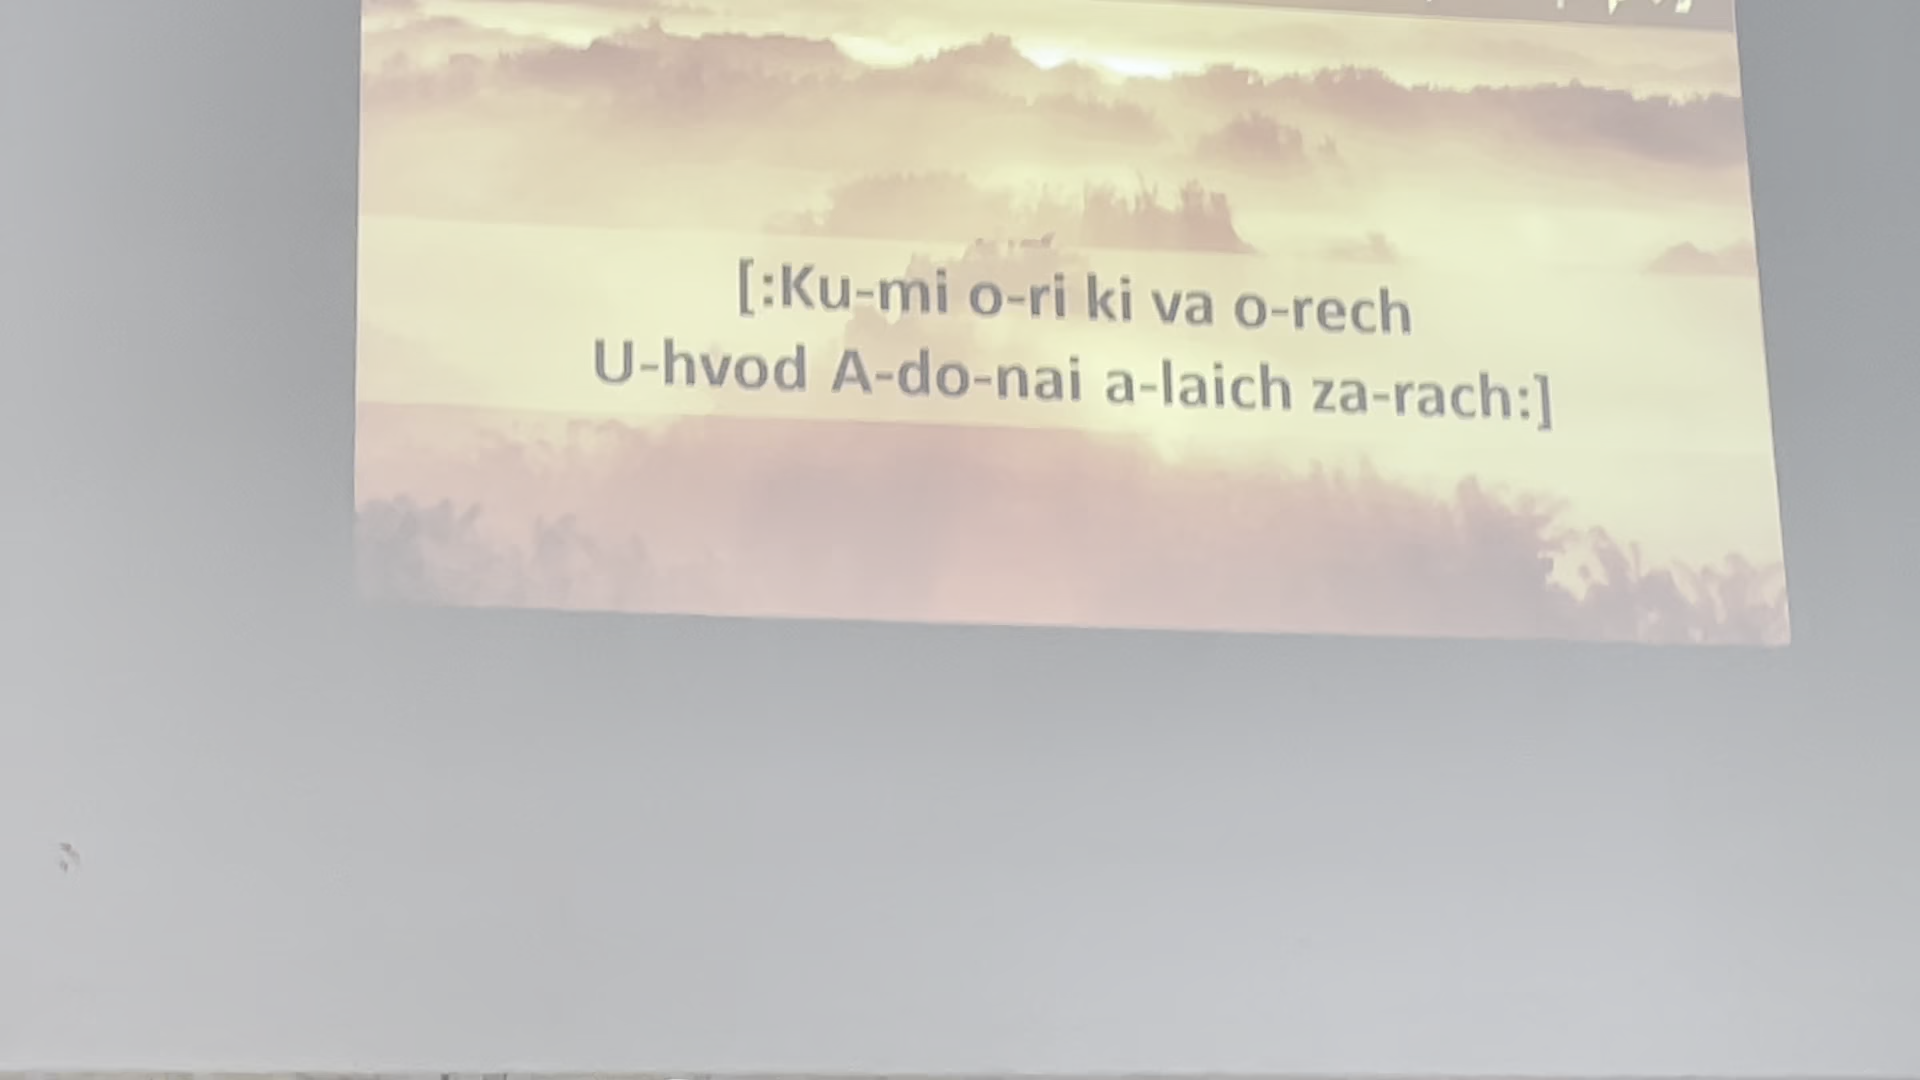 [:Ku-mi o-ri ki va o-rech
U-hvod A-do-nai a-laich za-rach:]